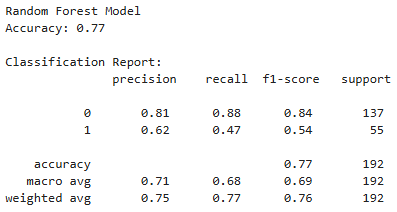 Random Forest Model
Accuracy: 0.77
Classification Report:
precision recall f1-score support
0 0.81 0.88 0.84 137
1 0.62 0.47 0.54 55
accuracy 0.77 192
macro avg 0.71 0.68 0.69 192
weighted avg 0.75 0.77 0.76 192